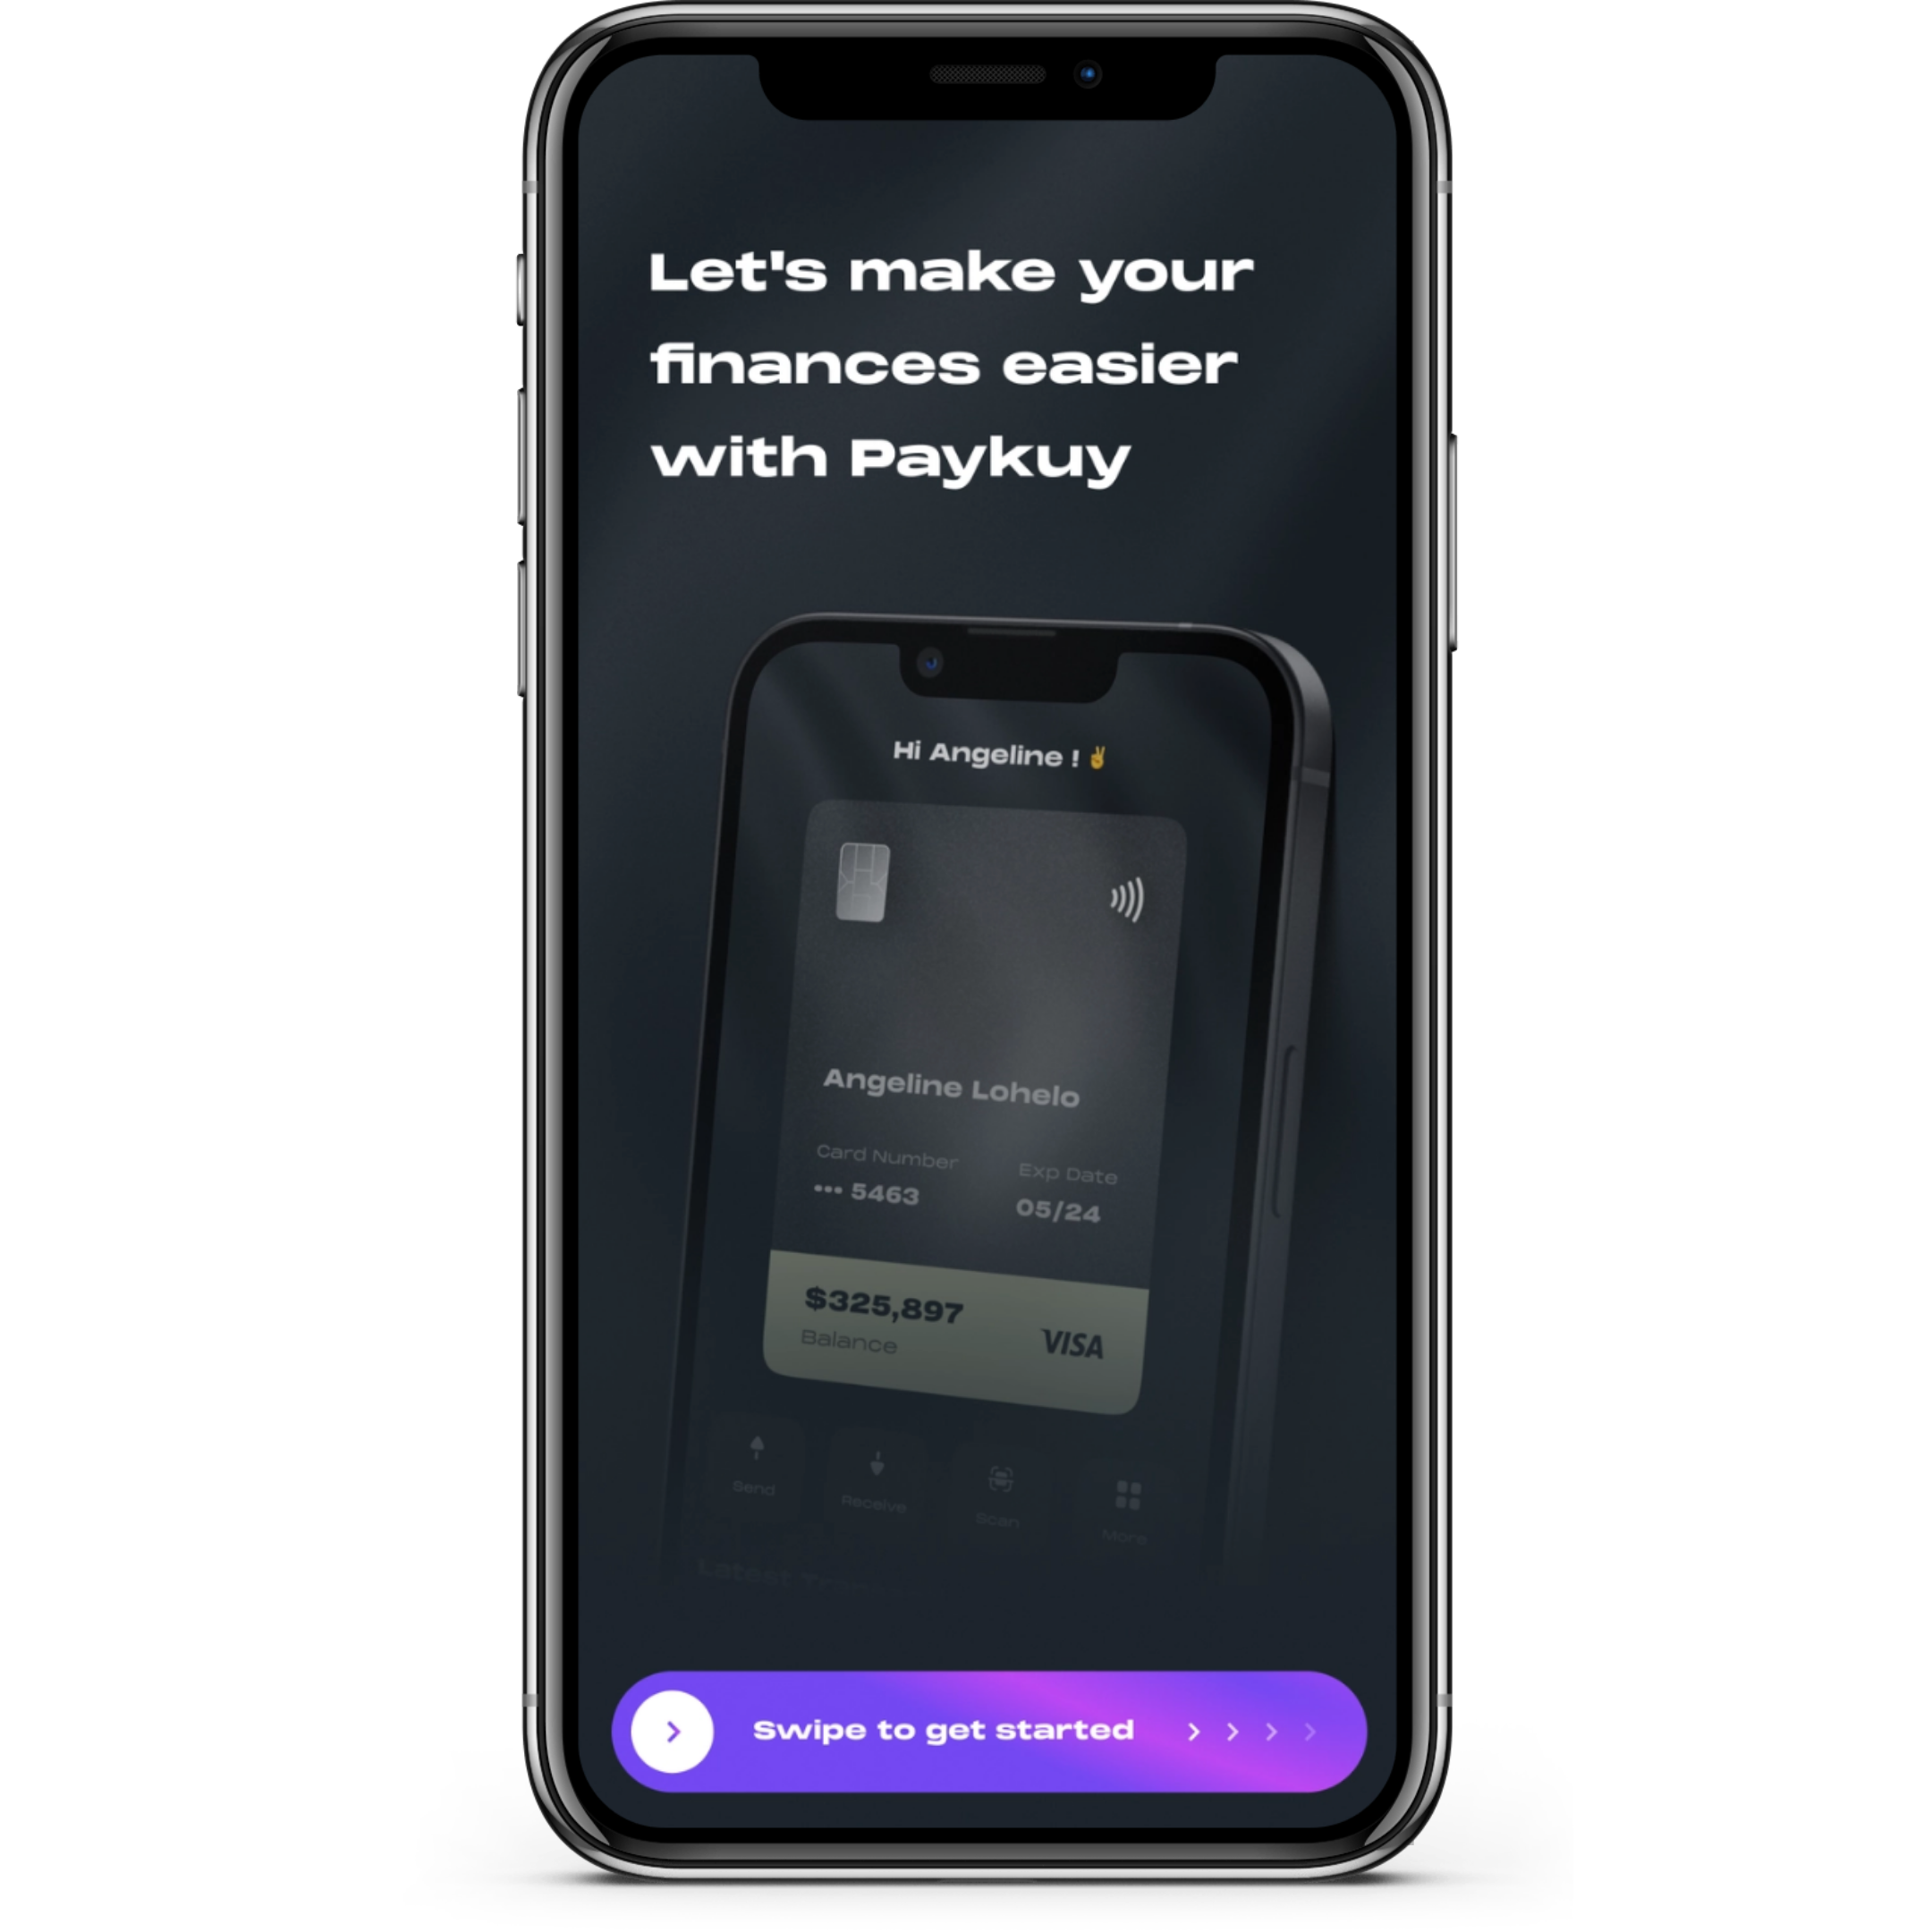 Let's make your
finances easier
with Paykuy
Hi Angeline ! ✌
Angeline Lohelo
Card Number
Exp Date
••• 5463
05/24
$325,897
Balance
VISA
Send
Receive
Scan
More
Latest
Swipe to get started